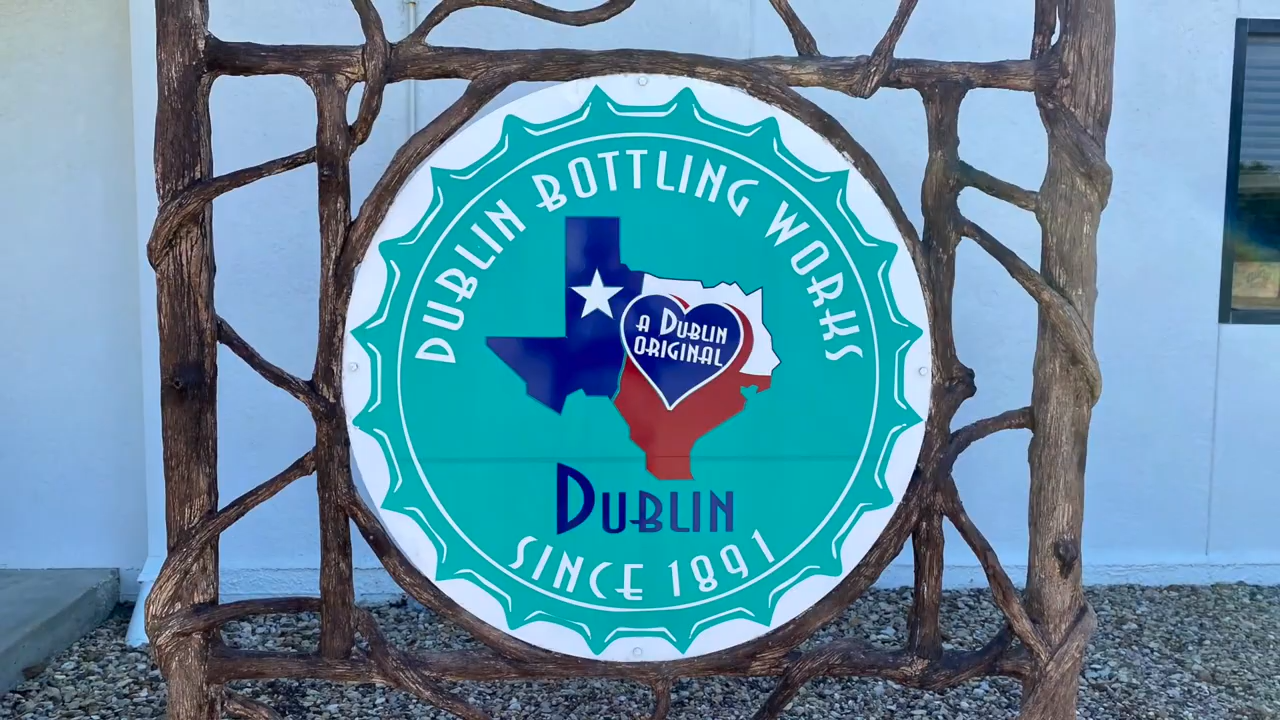 DUBLIN BOTTLING WORKS
A DUBLIN
ORIGINAL
DUBLIN
SINCE 1891